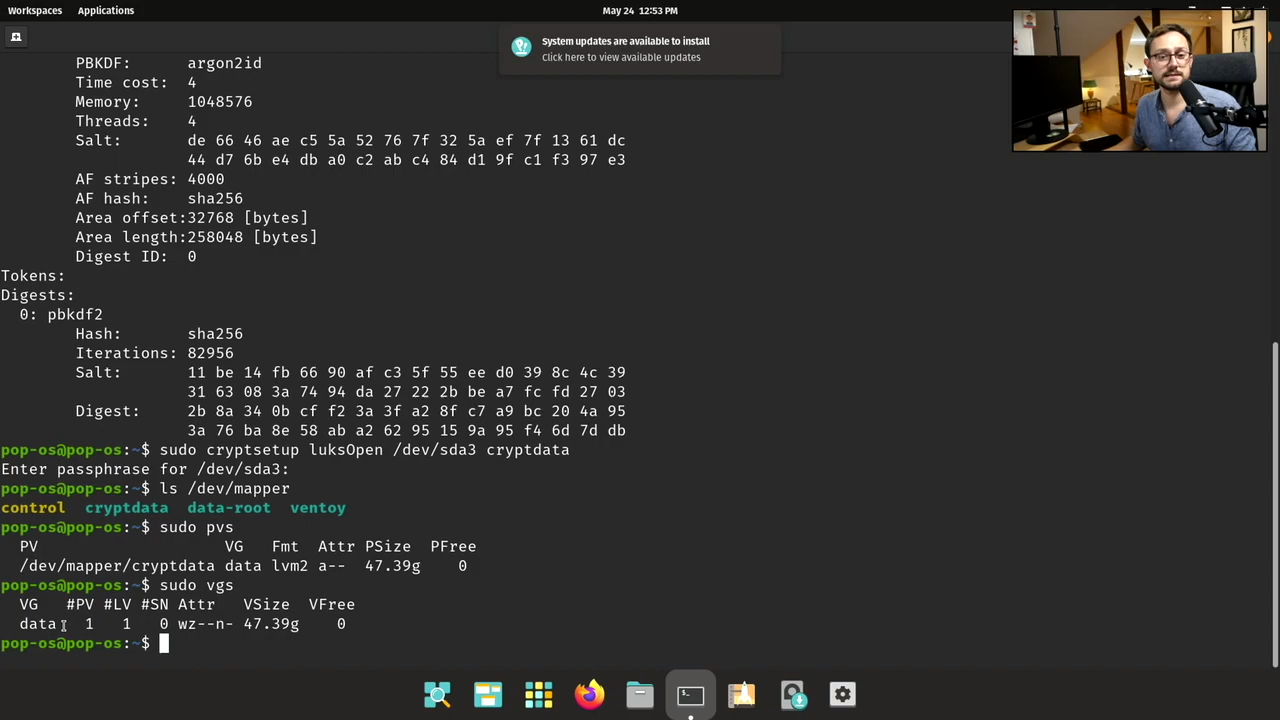 Workspaces Applications May 24 12:53 PM
System updates are available to install
Click here to view available updates
PBKDF: argon2id
Time cost: 4
Memory: 1048576
Threads: 4
Salt: de 66 46 ae c5 5a 52 76 7f 32 5a ef 7f 13 61 dc
44 d7 6b e4 db a0 c2 ab c4 84 d1 9f c1 f3 97 e3
AF stripes: 4000
AF hash: sha256
Area offset:32768 [bytes]
Area length:258048 [bytes]
Digest ID: 0
Tokens:
Digests:
0: pbkdf2
Hash: sha256
Iterations: 82956
Salt: 11 be 14 fb 66 90 af c3 5f 55 ee d0 39 8c 4c 39
31 63 08 3a 74 94 da 27 22 2b be a7 fc fd 27 03
Digest: 2b 8a 34 0b cf f2 3a 3f a2 8f c7 a9 bc 20 4a 95
3a 76 ba 8e 58 ab a2 62 95 15 9a 95 f4 6d 7d db
pop-os@pop-os:~$ sudo cryptsetup luksOpen /dev/sda3 cryptdata
Enter passphrase for /dev/sda3:
pop-os@pop-os:~$ ls /dev/mapper
control cryptdata data-root ventoy
pop-os@pop-os:~$ sudo pvs
PV VG Fmt Attr PSize PFree
/dev/mapper/cryptdata data lvm2 a-- 47.39g 0
pop-os@pop-os:~$ sudo vgs
VG #PV #LV #SN Attr VSize VFree
data 1 1 0 wz--n- 47.39g 0
pop-os@pop-os:~$